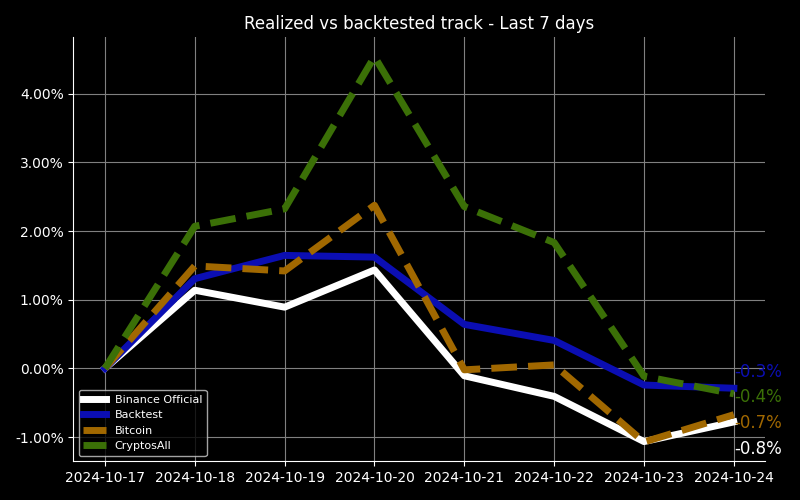 Realized vs backtested track - Last 7 days
4.00%
3.00%
2.00%
1.00%
0.00%
-1.00%
-0.3%
-0.4%
-0.7%
-0.8%
Binance Official
Backtest
Bitcoin
CryptosAll
2024-10-17 2024-10-18 2024-10-19 2024-10-20 2024-10-21 2024-10-22 2024-10-23 2024-10-24